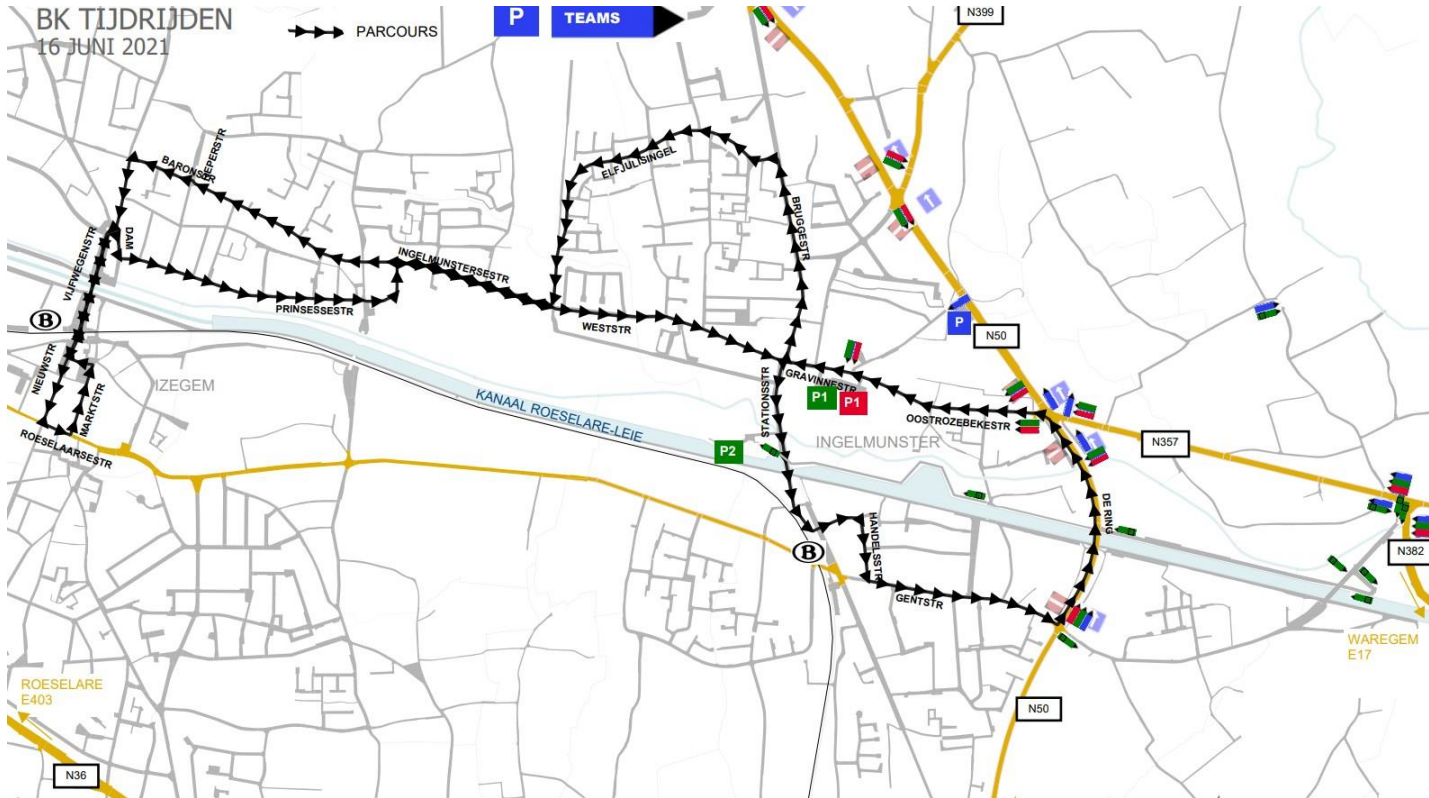 BK TIJDRIJDEN
16 JUNI 2021
PARCOURS
P
TEAMS
N399
BARONSTR
IEPERSTR
ELFJULISINGEL
BRUGGESTR
VIJFWEGENSTR
DAM
INGELMUNSTERSESTR
PRINSESSESTR
WESTSTR
P
N50
B
NIEUWSTR
MARKTSTR
IZEGEM
ROESELAARSESTR
KANAAL ROESELARE-LEIE
STATIONSSTR
GRAVINNESTR
P1
P1
OOSTROZEBEKESTR
INGELMUNSTER
P2
N357
DE RING
N382
B
HANDELSSTR
GENTSTR
WAREGEM
E17
ROESELARE
E403
N50
N36